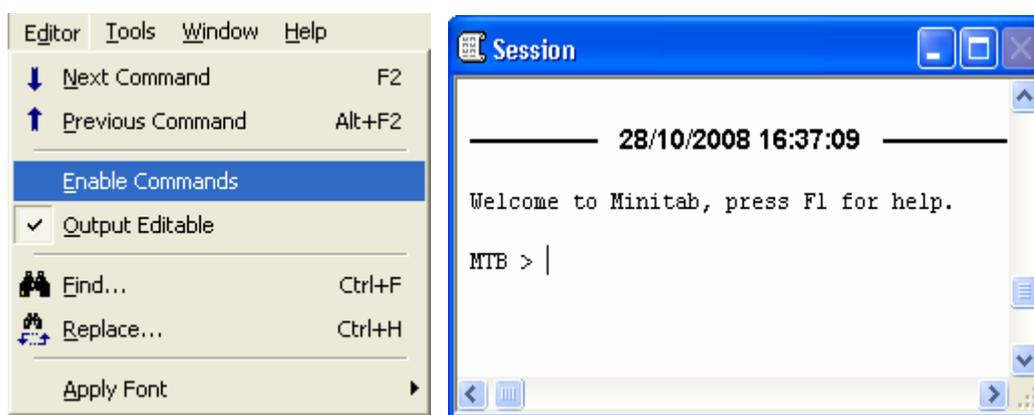 Editor Tools Window Help
Next Command F2
Previous Command Alt+F2
Enable Commands
Output Editable
Find... Ctrl+F
Replace... Ctrl+H
Apply Font
Session
28/10/2008 16:37:09
Welcome to Minitab, press F1 for help.
MTB >